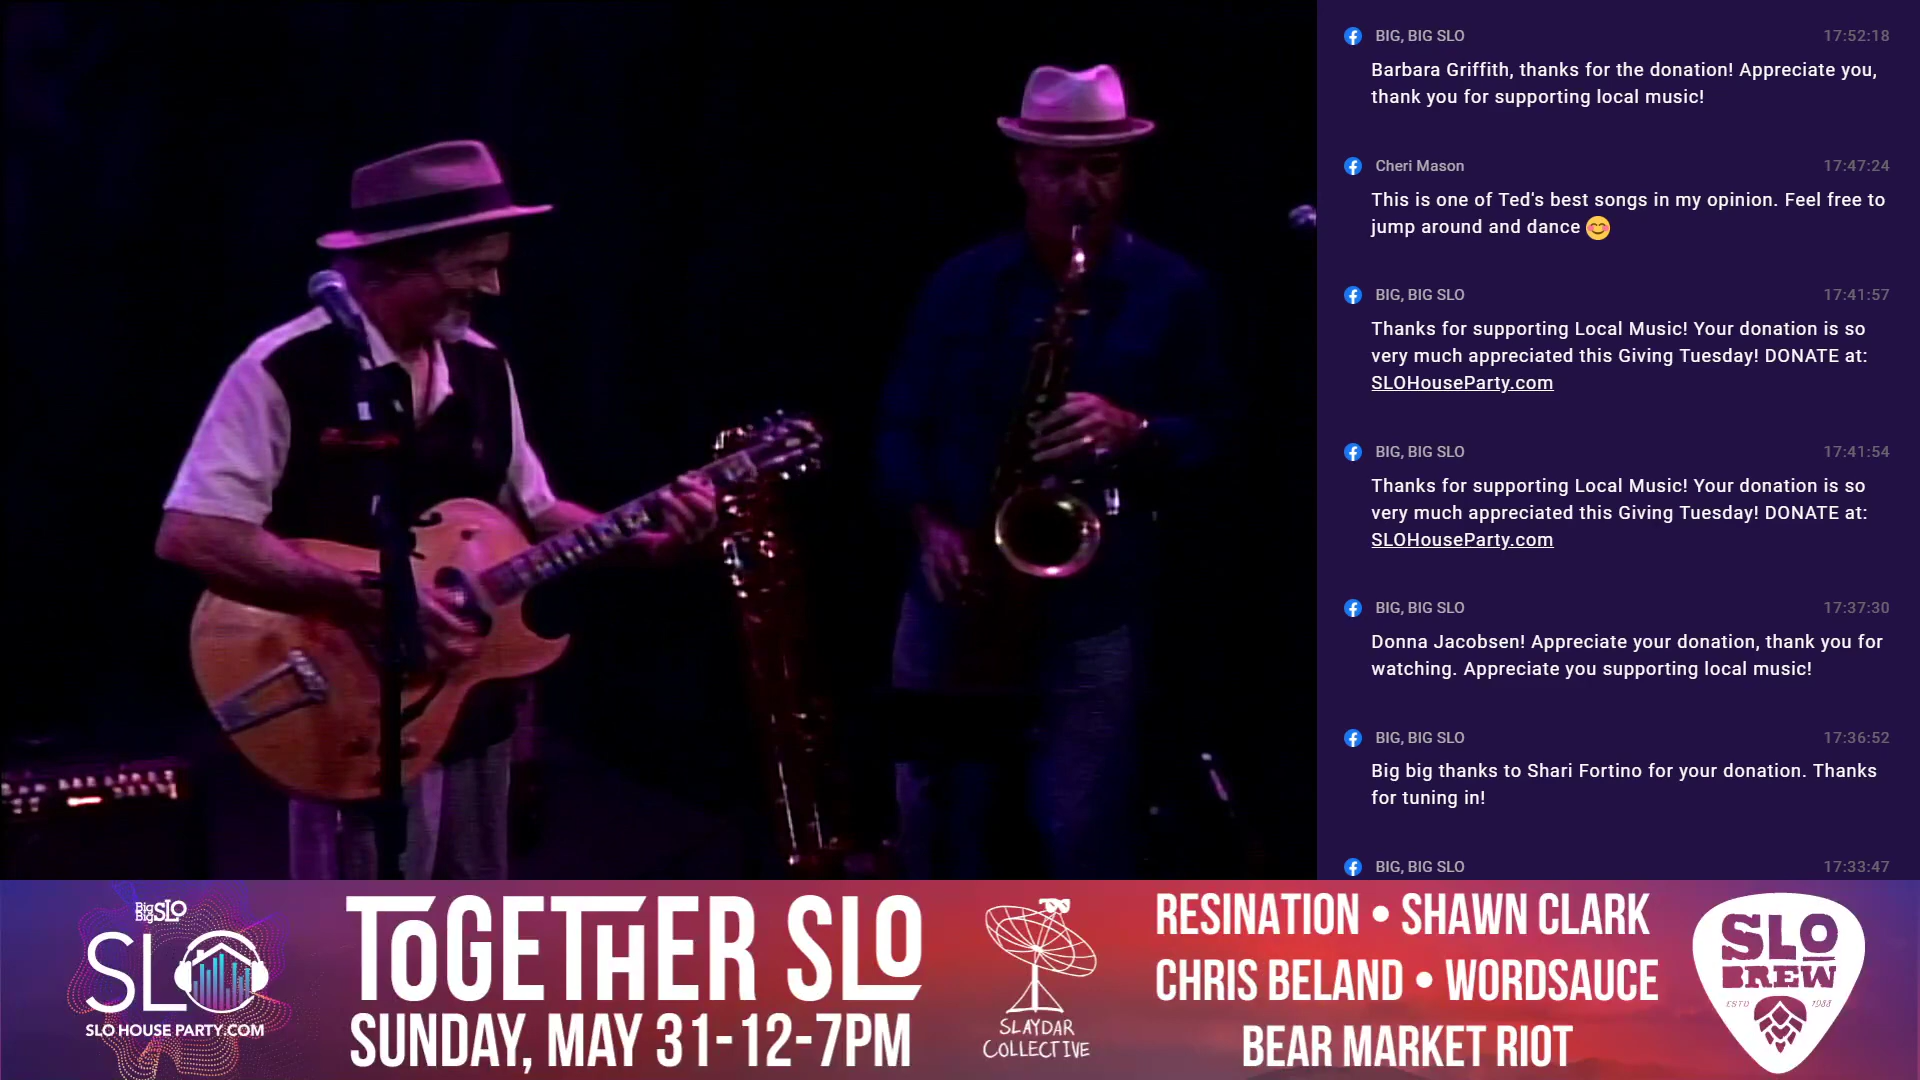 BIG, BIG SLO 17:52:18
Barbara Griffith, thanks for the donation! Appreciate you,
thank you for supporting local music!
Cheri Mason 17:47:24
This is one of Ted's best songs in my opinion. Feel free to
jump around and dance 😊
BIG, BIG SLO 17:41:57
Thanks for supporting Local Music! Your donation is so
very much appreciated this Giving Tuesday! DONATE at:
SLOHouseParty.com
BIG, BIG SLO 17:41:54
Thanks for supporting Local Music! Your donation is so
very much appreciated this Giving Tuesday! DONATE at:
SLOHouseParty.com
BIG, BIG SLO 17:37:30
Donna Jacobsen! Appreciate your donation, thank you for
watching. Appreciate you supporting local music!
BIG, BIG SLO 17:36:52
Big big thanks to Shari Fortino for your donation. Thanks
for tuning in!
BIG, BIG SLO 17:33:47
Big Big SLO
SLO
SLO HOUSE PARTY.COM
TOGETHER SLO
SUNDAY, MAY 31-12-7PM
SLAYDAR
COLLECTIVE
RESINATION • SHAWN CLARK
CHRIS BELAND • WORDSAUCE
BEAR MARKET RIOT
SLO
BREW
ESTD 1988